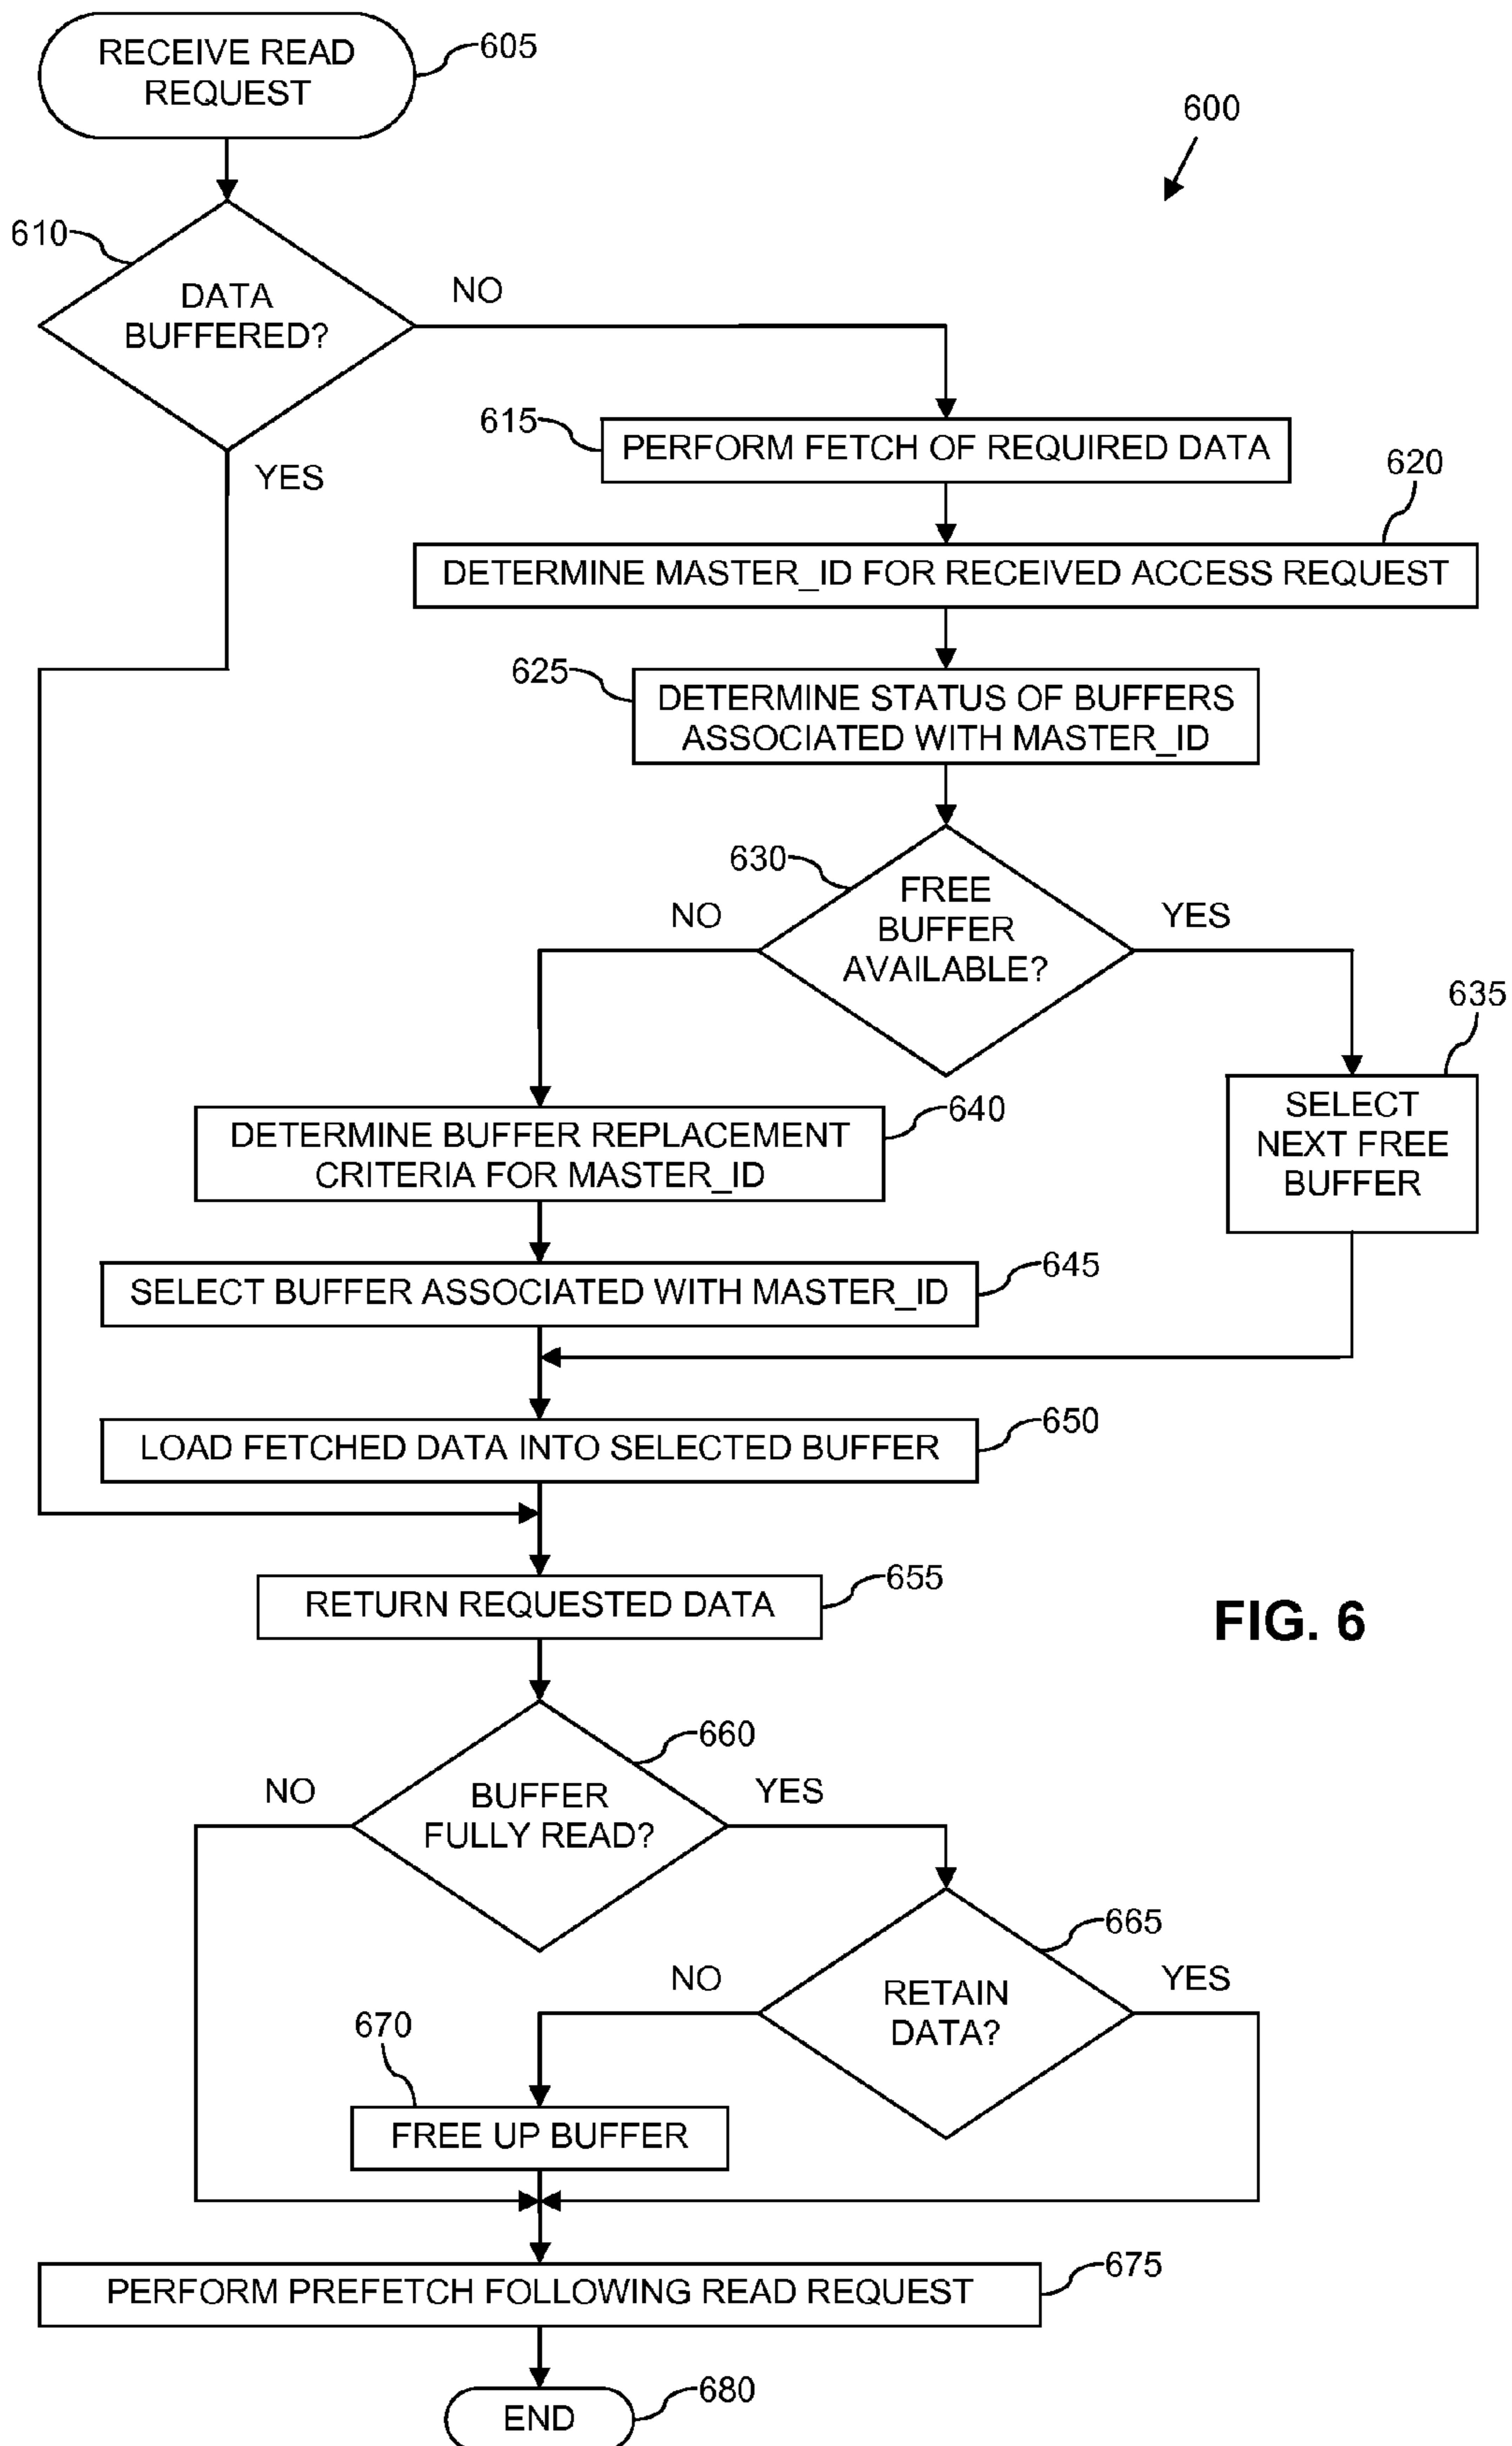 RECEIVE READ
REQUEST
605
600
610
DATA
BUFFERED?
NO
YES
615
PERFORM FETCH OF REQUIRED DATA
620
DETERMINE MASTER_ID FOR RECEIVED ACCESS REQUEST
625
DETERMINE STATUS OF BUFFERS
ASSOCIATED WITH MASTER_ID
630
FREE
BUFFER
AVAILABLE?
NO
YES
635
SELECT
NEXT FREE
BUFFER
640
DETERMINE BUFFER REPLACEMENT
CRITERIA FOR MASTER_ID
645
SELECT BUFFER ASSOCIATED WITH MASTER_ID
650
LOAD FETCHED DATA INTO SELECTED BUFFER
655
RETURN REQUESTED DATA
FIG. 6
660
BUFFER
FULLY READ?
NO
YES
665
RETAIN
DATA?
NO
YES
670
FREE UP BUFFER
675
PERFORM PREFETCH FOLLOWING READ REQUEST
680
END